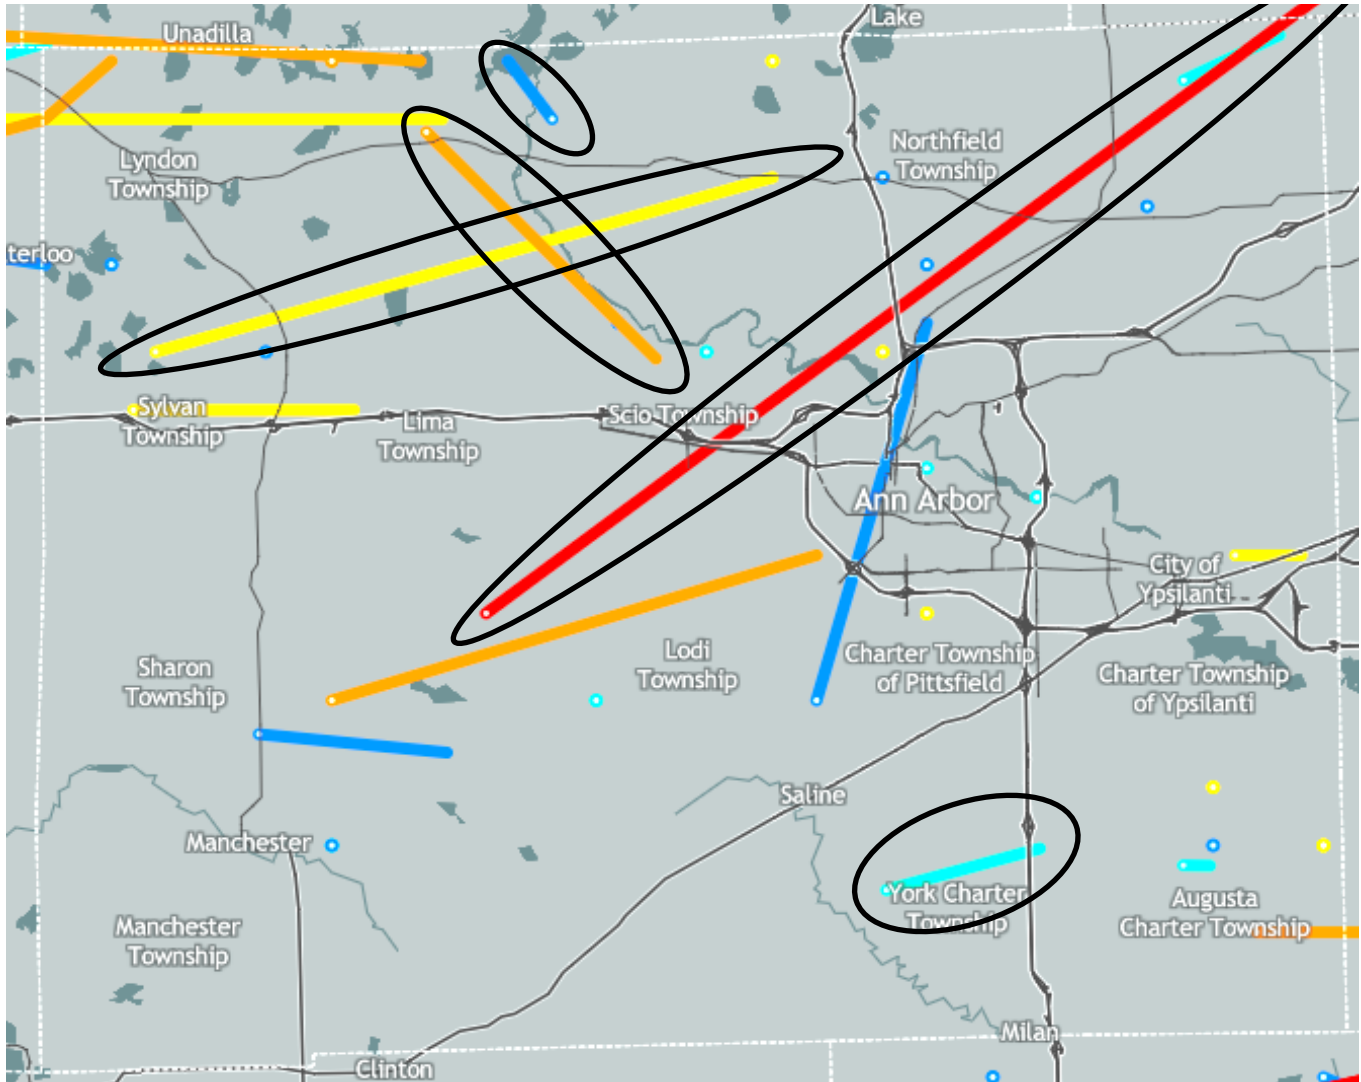 Lake
Unadilla
Northfield
Township
Lyndon
Township
terloo
Sylvan
Township
Lima
Township
Scio Township
Ann Arbor
City of
Ypsilanti
Sharon
Township
Lodi
Township
Charter Township
of Pittsfield
Charter Township
of Ypsilanti
Saline
Manchester
York Charter
Township
Augusta
Charter Township
Manchester
Township
Milan
Clinton